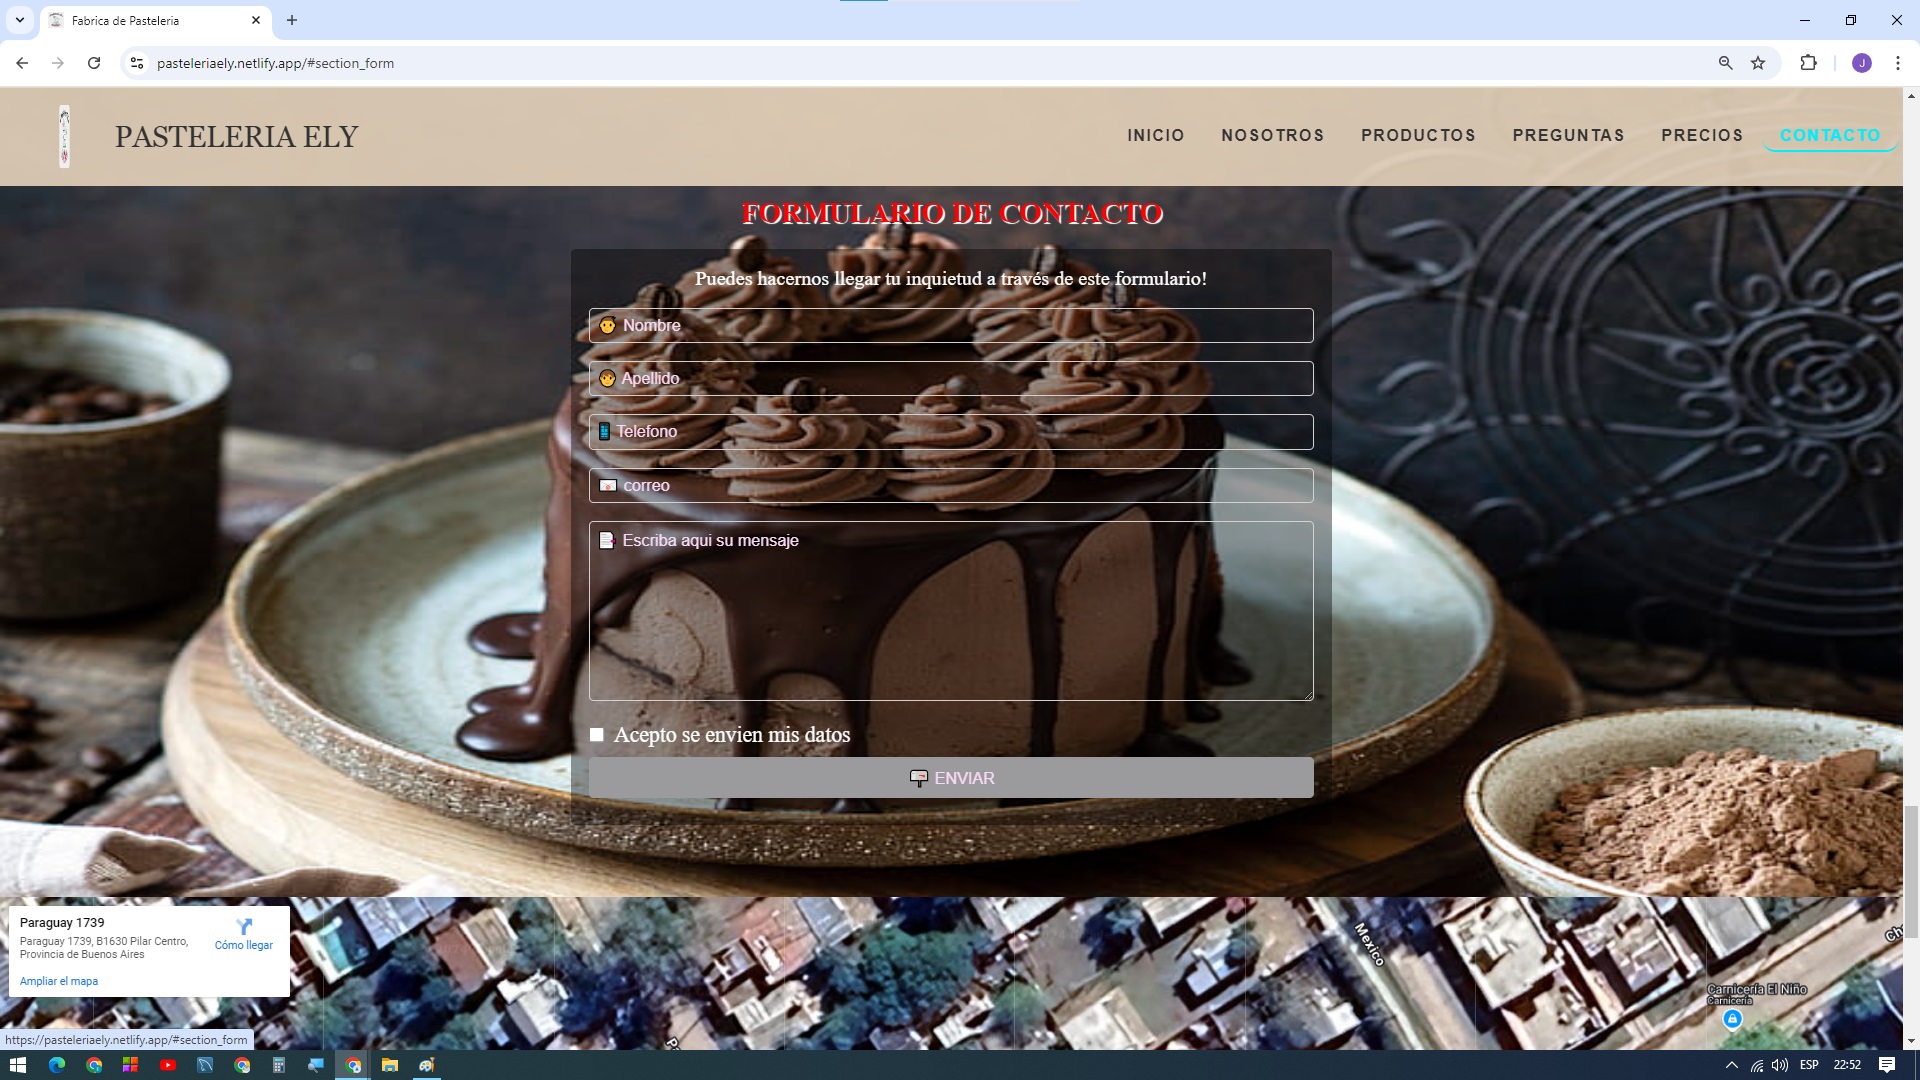 Fabrica de Pasteleria
pasteleriaely.netlify.app/#section_form
J
PASTELERIA ELY
INICIO
NOSOTROS
PRODUCTOS
PREGUNTAS
PRECIOS
CONTACTO
FORMULARIO DE CONTACTO
Puedes hacernos llegar tu inquietud a través de este formulario!
Nombre
Apellido
Telefono
correo
Escriba aqui su mensaje
Acepto se envien mis datos
ENVIAR
Paraguay 1739
Paraguay 1739, B1630 Pilar Centro,
Provincia de Buenos Aires
Cómo llegar
Ampliar el mapa
Mexico
Carnicería El Niño
Carnicería
https://pasteleriaely.netlify.app/#section_form
ESP
22:52